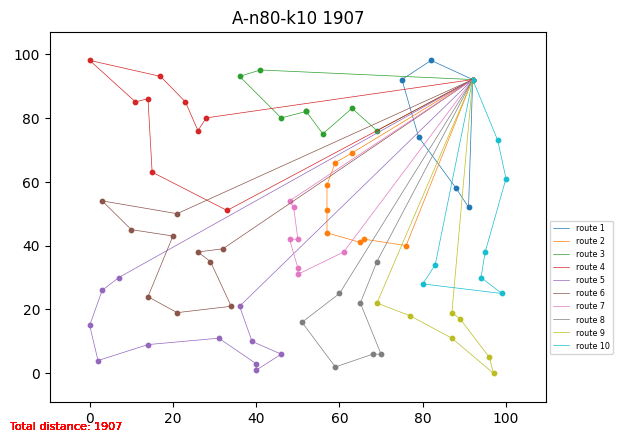 A-n80-k10 1907
100
80
60
40
20
0
0 20 40 60 80 100
route 1
route 2
route 3
route 4
route 5
route 6
route 7
route 8
route 9
route 10
Total distance: 1907